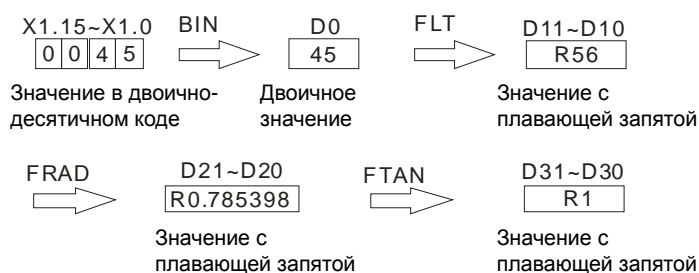 X1.15~X1.0 BIN D0 FLT D11~D10
0 0 4 5 45 R56
Значение в двоично-десятичном коде Двоичное значение Значение с плавающей запятой
FRAD D21~D20 FTAN D31~D30
R0.785398 R1
Значение с плавающей запятой Значение с плавающей запятой